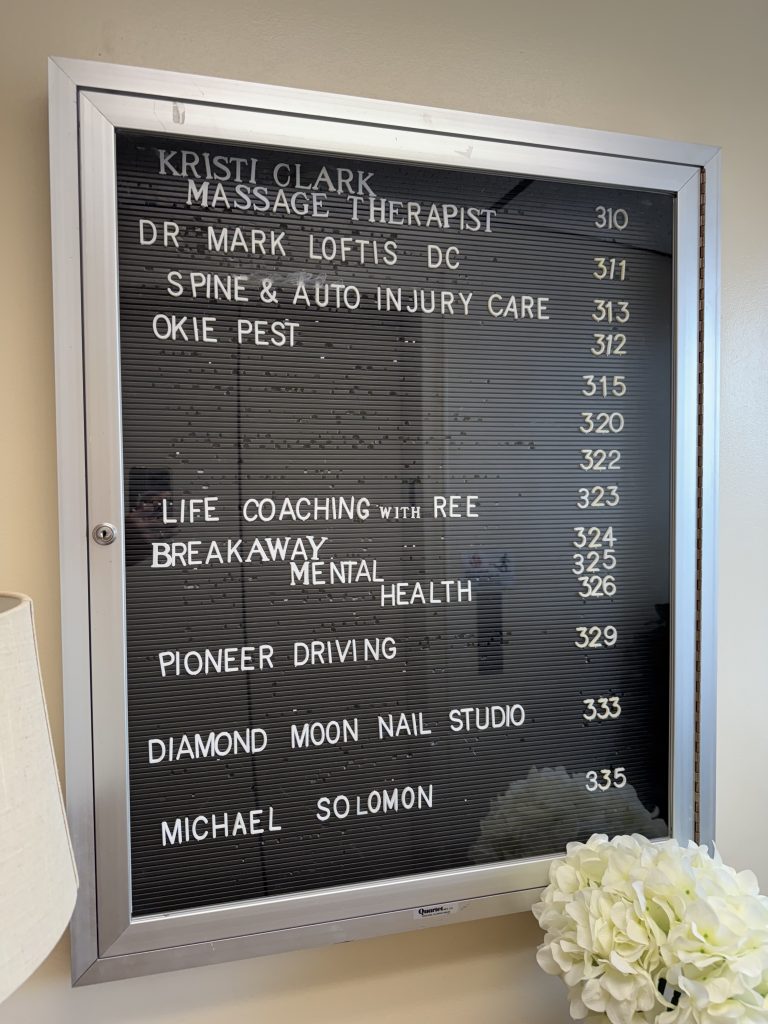 KRISTI CLARK
MASSAGE THERAPIST 310
DR MARK LOFTIS DC 311
SPINE & AUTO INJURY CARE 313
OKIE PEST 312
315
320
322
LIFE COACHING WITH REE 323
BREAKAWAY 324
MENTAL 325
HEALTH 326
PIONEER DRIVING 329
DIAMOND MOON NAIL STUDIO 333
MICHAEL SOLOMON 335
Quartet